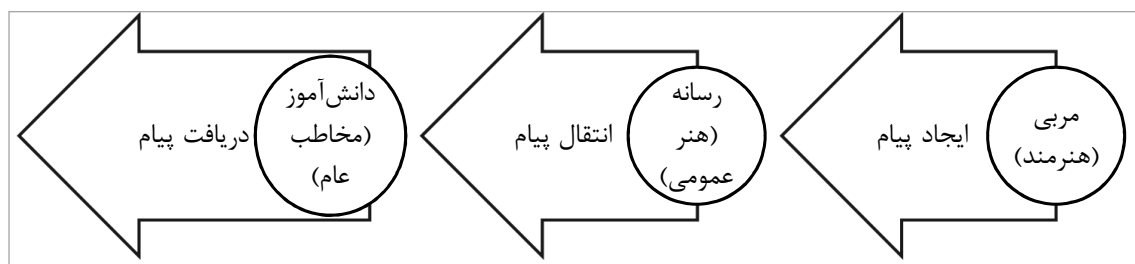 مربی
(هنرمند)
ایجاد پیام
رسانه
(هنر
عمومی)
انتقال پیام
دانش‌آموز
(مخاطب
عام)
دریافت پیام